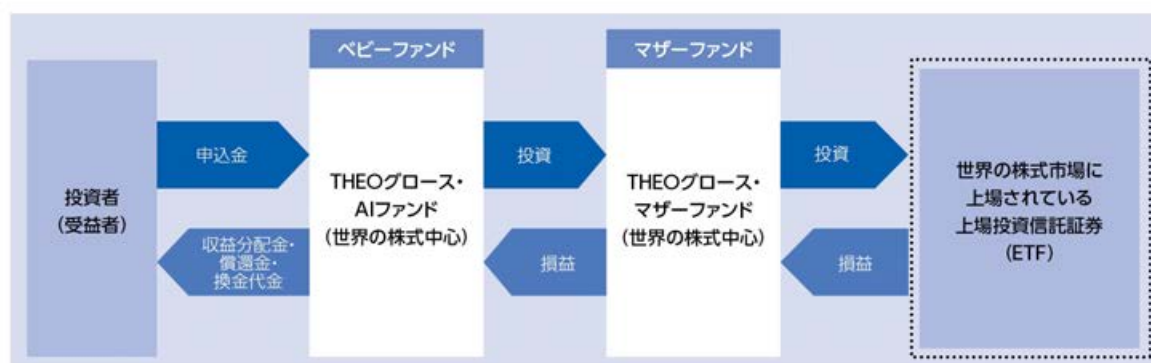 ベビーファンド
マザーファンド
投資者
(受益者)
申込金
収益分配金・
償還金・
換金代金
THEOグロース・
AIファンド
(世界の株式中心)
投資
損益
THEOグロース・
マザーファンド
(世界の株式中心)
投資
損益
世界の株式市場に
上場されている
上場投資信託証券
(ETF)